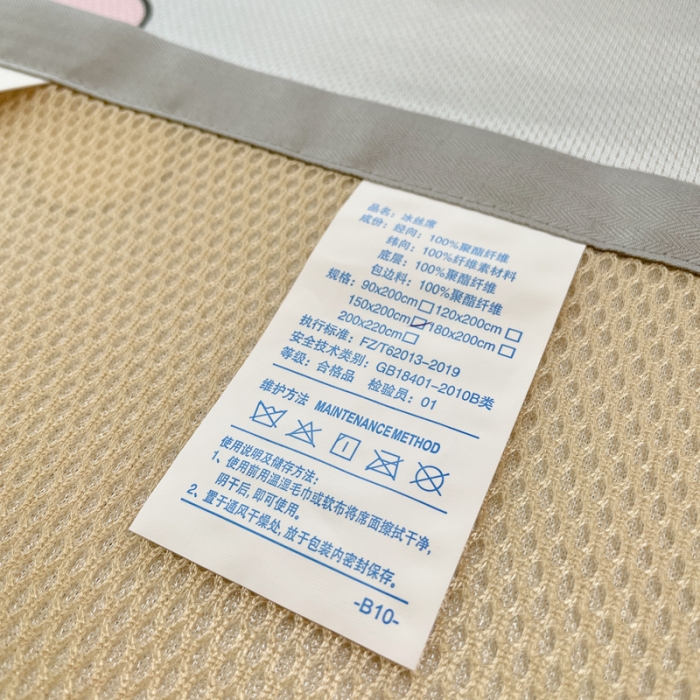 品名：冰丝席
成份：经向：100%聚酯纤维
纬向：100%纤维素材料
底层：100%聚酯纤维
包边料：100%聚酯纤维
规格：90x200cm□120x200cm□
150x200cm☑180x200cm□
200x220cm□
执行标准：FZ/T62013-2019
安全技术类别：GB18401-2010B类
等级：合格品 检验员：01
维护方法 MAINTENANCE METHOD
使用说明及储存方法：
1、使用前用温湿毛巾或软布将席面擦拭干净，
阴干后，即可使用。
2、置于通风干燥处，放于包装内密封保存。
-B10-